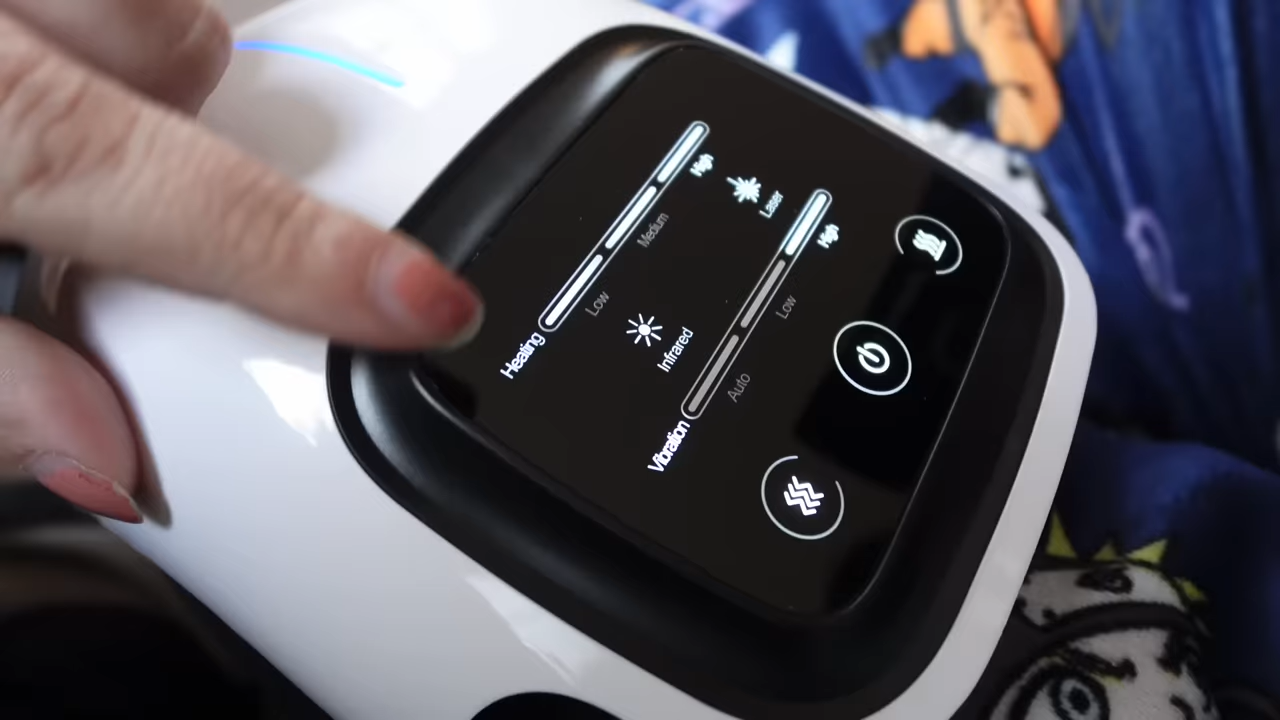 Heating
Low
Medium
High
Infrared
Laser
Vibration
Auto
Low
High